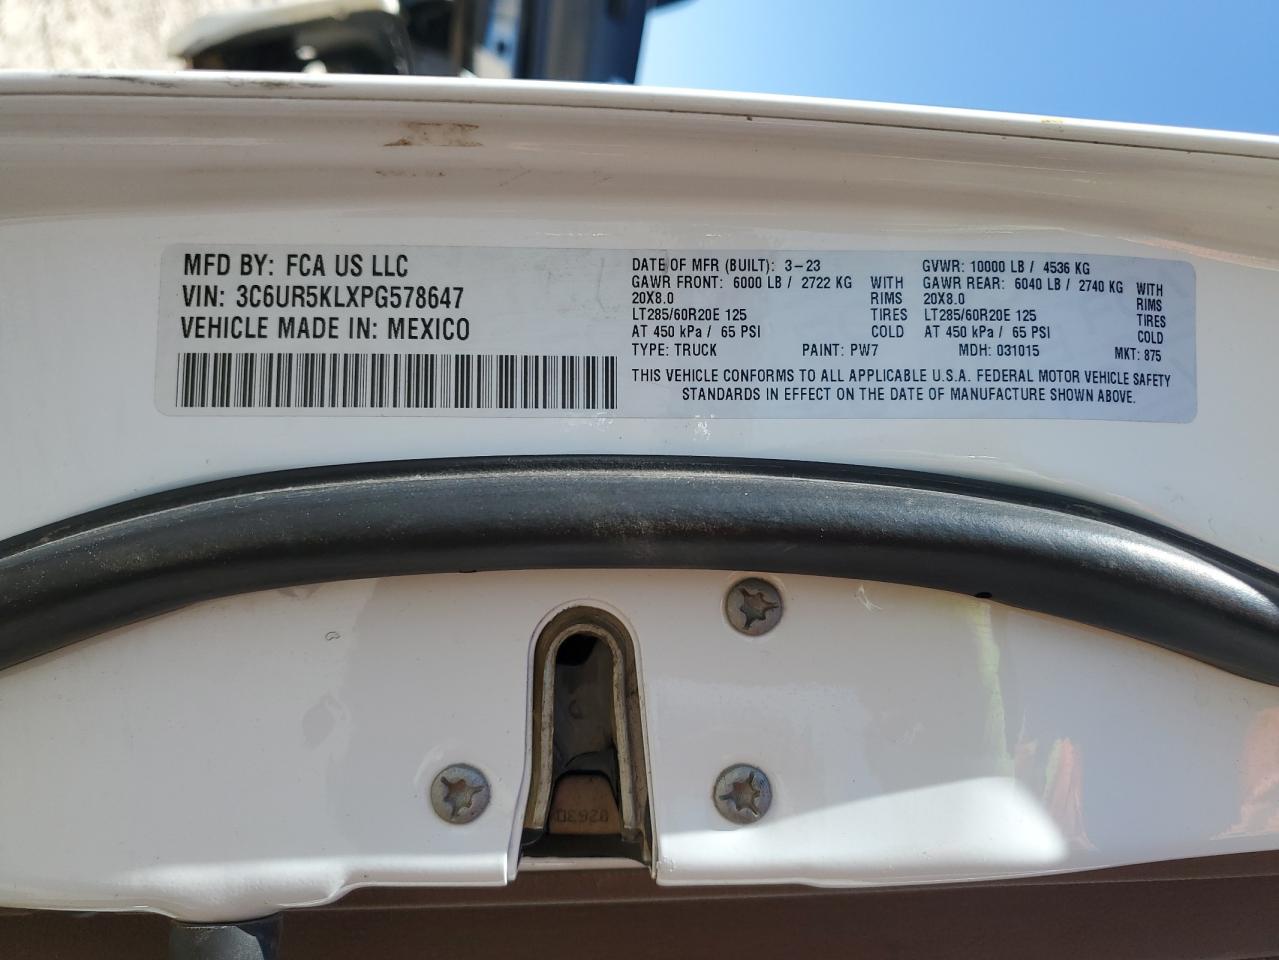 MFD BY: FCA US LLC
VIN: 3C6UR5KLXPG578647
VEHICLE MADE IN: MEXICO
DATE OF MFR (BUILT): 3-23
GAWR FRONT: 6000 LB / 2722 KG WITH
20X8.0 RIMS
LT285/60R20E 125 TIRES
AT 450 kPa / 65 PSI COLD
GVWR: 10000 LB / 4536 KG
GAWR REAR: 6040 LB / 2740 KG WITH
20X8.0 RIMS
LT285/60R20E 125 TIRES
AT 450 kPa / 65 PSI COLD
TYPE: TRUCK PAINT: PW7 MDH: 031015 MKT: 875
THIS VEHICLE CONFORMS TO ALL APPLICABLE U.S.A. FEDERAL MOTOR VEHICLE SAFETY
STANDARDS IN EFFECT ON THE DATE OF MANUFACTURE SHOWN ABOVE.